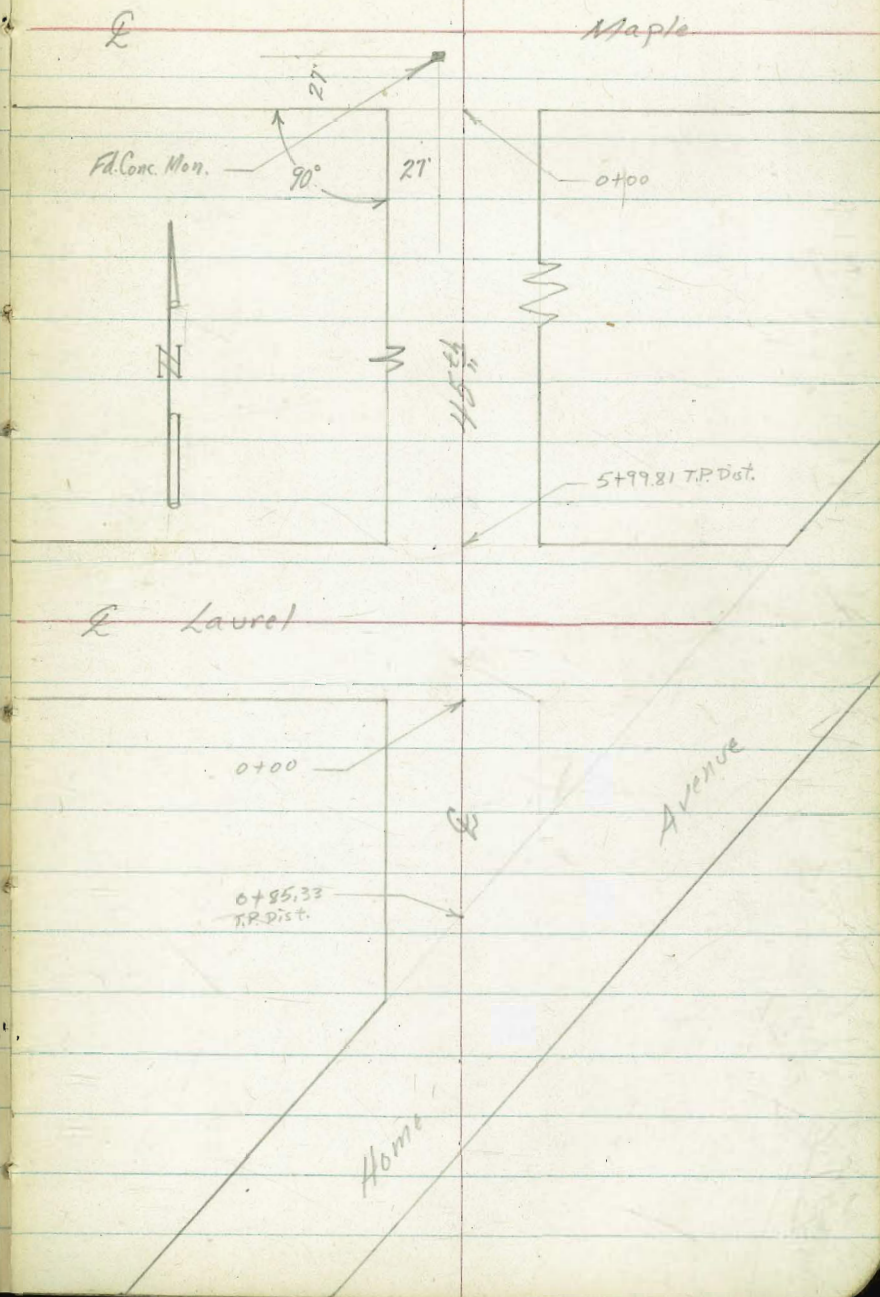 ℄ Maple
27'
Fd. Conc. Mon.
90°
27'
0+00
N
45th
5+99.81 T.P. Dist.
℄ Laurel
0+00
℄
Avenue
0+85.33
T.P. Dist.
Home